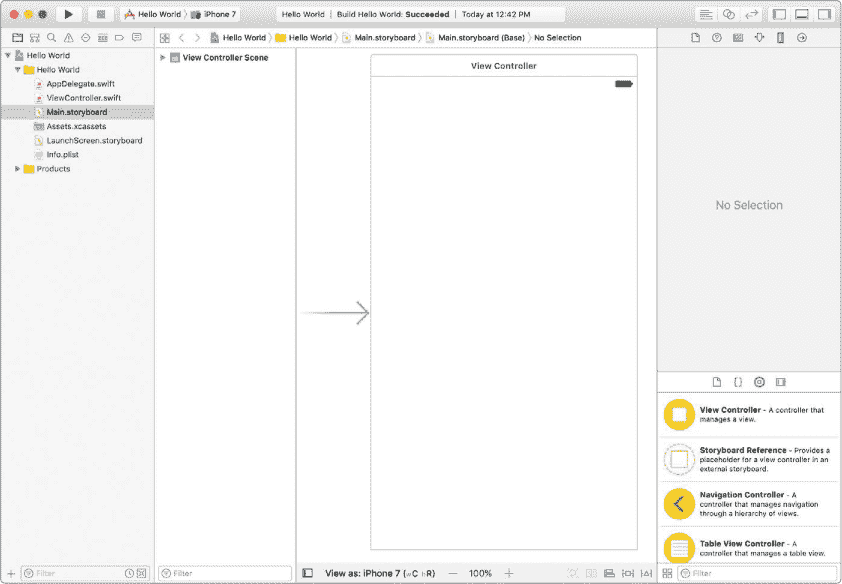 Hello World 〉 iPhone 7
Hello World | Build Hello World: Succeeded | Today at 12:42 PM
Hello World 〉 Hello World 〉 Main.storyboard 〉 Main.storyboard (Base) 〉 No Selection
Hello World
Hello World
AppDelegate.swift
ViewController.swift
Main.storyboard
Assets.xcassets
LaunchScreen.storyboard
Info.plist
Products
View Controller Scene
View Controller
No Selection
View Controller - A controller that
manages a view.
Storyboard Reference - Provides a
placeholder for a view controller in an
external storyboard.
Navigation Controller - A
controller that manages navigation
through a hierarchy of views.
Table View Controller - A
controller that manages a table view.
Filter
Filter
View as: iPhone 7 (wC hR)
— 100% +
Filter